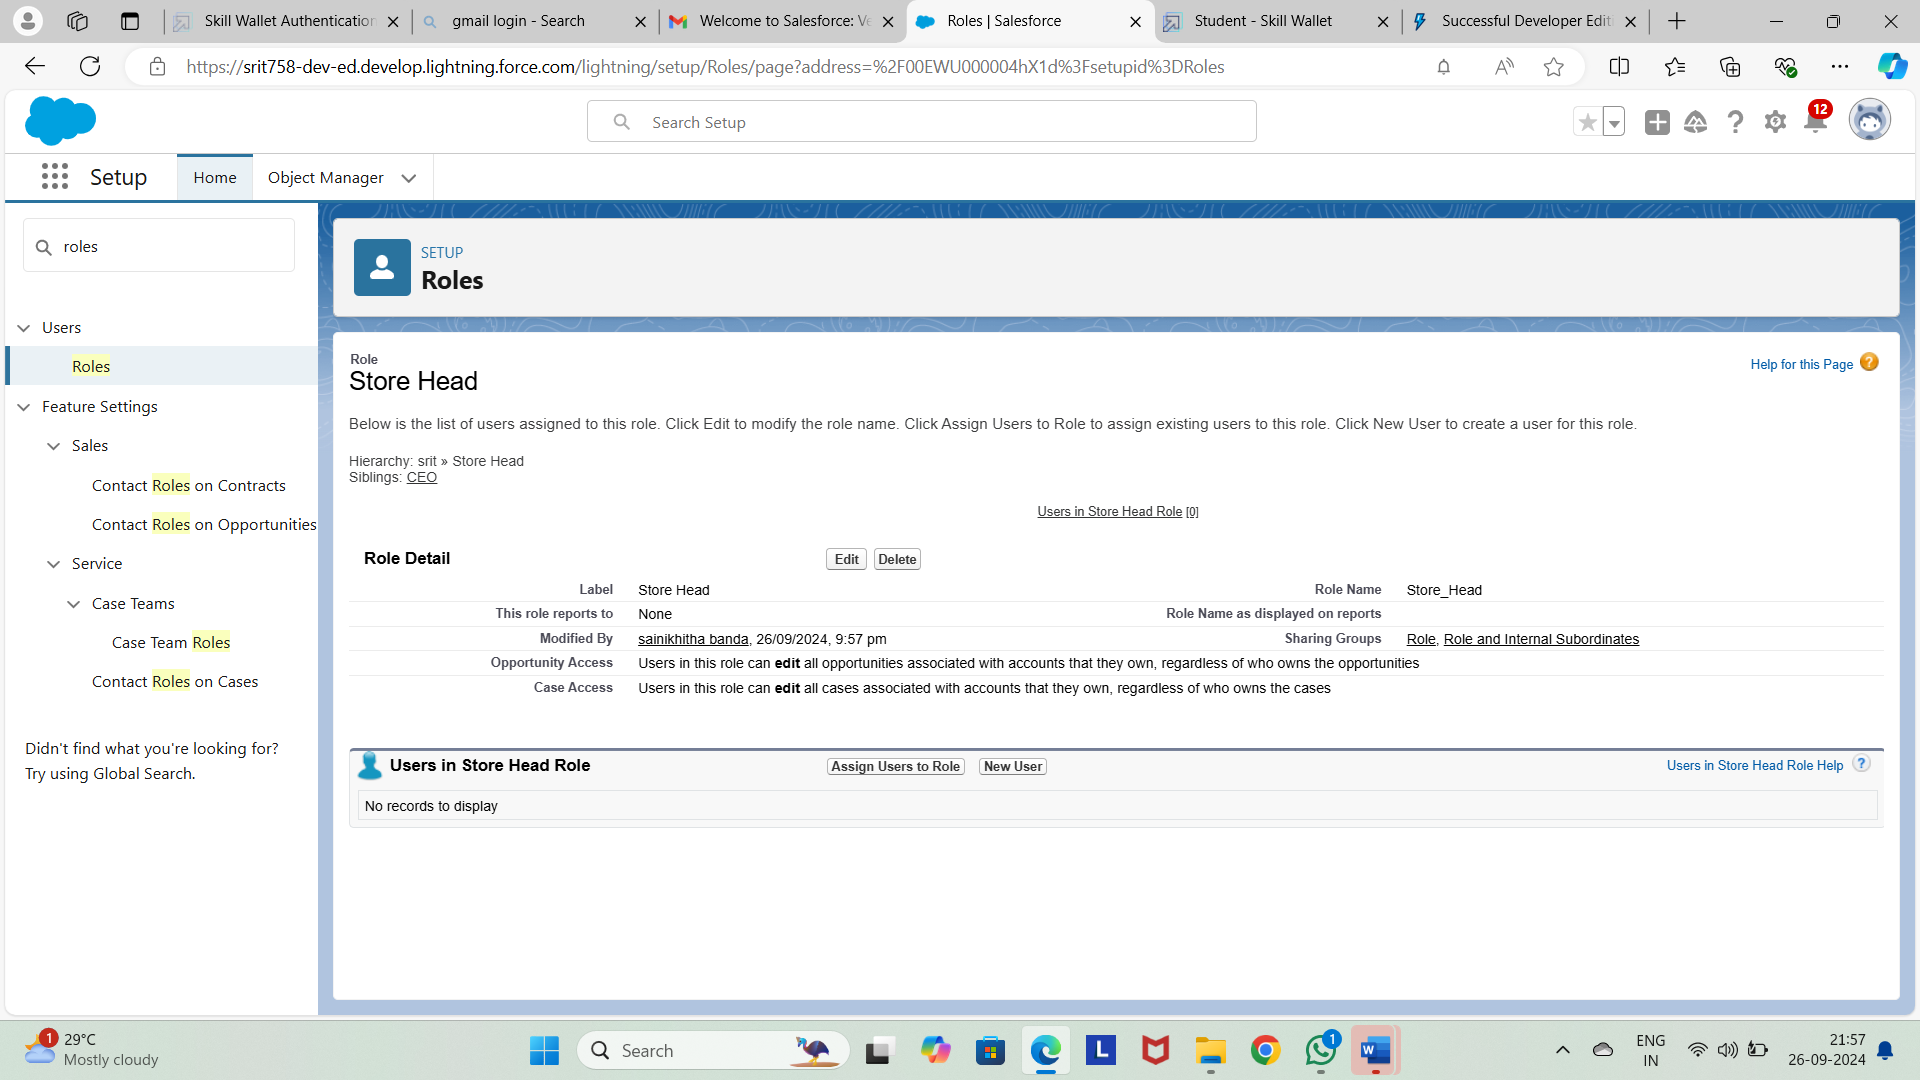 Skill Wallet Authentication
gmail login - Search
Welcome to Salesforce: Ve
Roles | Salesforce
Student - Skill Wallet
Successful Developer Editi
https://srit758-dev-ed.develop.lightning.force.com/lightning/setup/Roles/page?address=%2F00EWU000004hX1d%3Fsetupid%3DRoles
Search Setup
12
Setup
Home
Object Manager
roles
Users
Roles
Feature Settings
Sales
Contact Roles on Contracts
Contact Roles on Opportunities
Service
Case Teams
Case Team Roles
Contact Roles on Cases
Didn't find what you're looking for?
Try using Global Search.
SETUP
Roles
Role
Store Head
Help for this Page
Below is the list of users assigned to this role. Click Edit to modify the role name. Click Assign Users to Role to assign existing users to this role. Click New User to create a user for this role.
Hierarchy: srit » Store Head
Siblings: CEO
Users in Store Head Role [0]
Role Detail
Edit Delete
Label Store Head Role Name Store_Head
This role reports to None Role Name as displayed on reports
Modified By sainikhitha banda, 26/09/2024, 9:57 pm Sharing Groups Role, Role and Internal Subordinates
Opportunity Access Users in this role can edit all opportunities associated with accounts that they own, regardless of who owns the opportunities
Case Access Users in this role can edit all cases associated with accounts that they own, regardless of who owns the cases
Users in Store Head Role
Assign Users to Role New User
Users in Store Head Role Help ?
No records to display
1
29°C
Mostly cloudy
Search
1
ENG
IN
21:57
26-09-2024